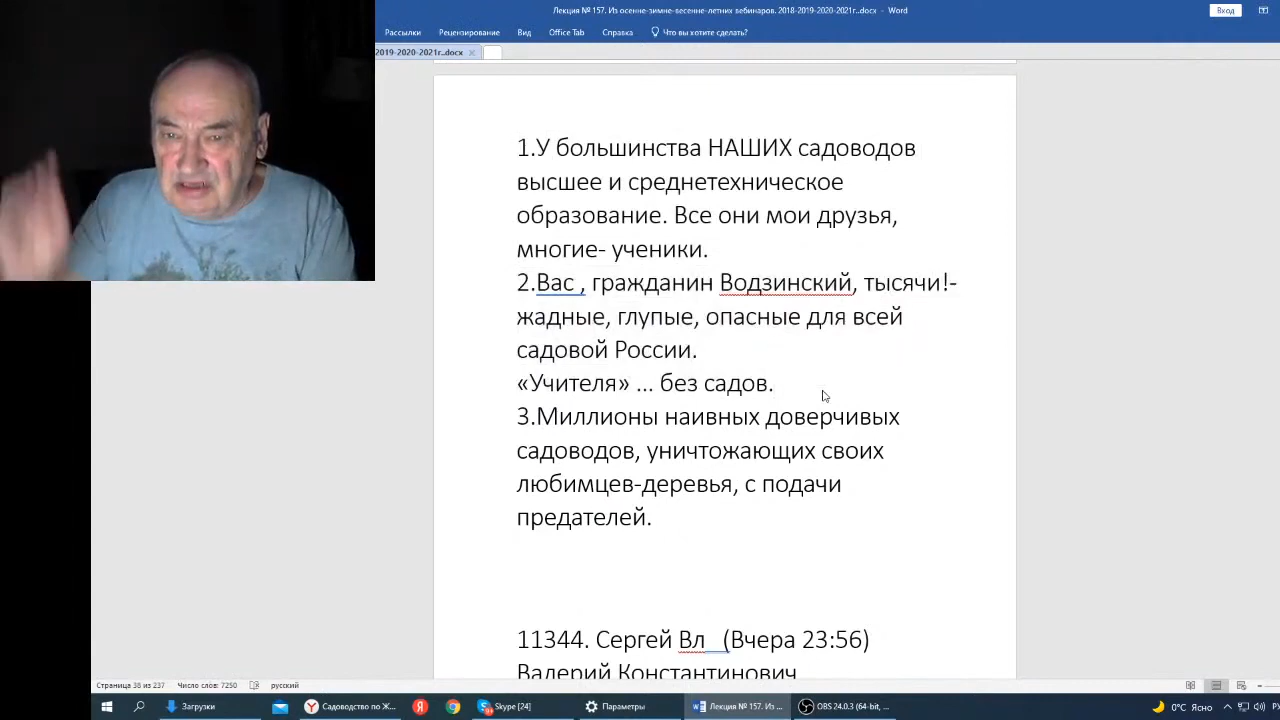 Лекция № 157. Из осенне-зимне-весенне-летних вебинаров. 2018-2019-2020-2021г..docx - Word
Вход
Рассылки Рецензирование Вид Office Tab Справка Что вы хотите сделать?
2019-2020-2021г..docx
1.У большинства НАШИХ садоводов
высшее и среднетехническое
образование. Все они мои друзья,
многие- ученики.
2.Вас , гражданин Водзинский, тысячи!-
жадные, глупые, опасные для всей
садовой России.
«Учителя» ... без садов.
3.Миллионы наивных доверчивых
садоводов, уничтожающих своих
любимцев-деревья, с подачи
предателей.
11344. Сергей Вл (Вчера 23:56)
Валерий Константинович
Страница 38 из 237 Число слов: 7250 русский
Загрузки Садоводство по Ж... Skype [24] Параметры Лекция № 157. Из ... OBS 24.0.3 (64-bit, ... 0°C Ясно